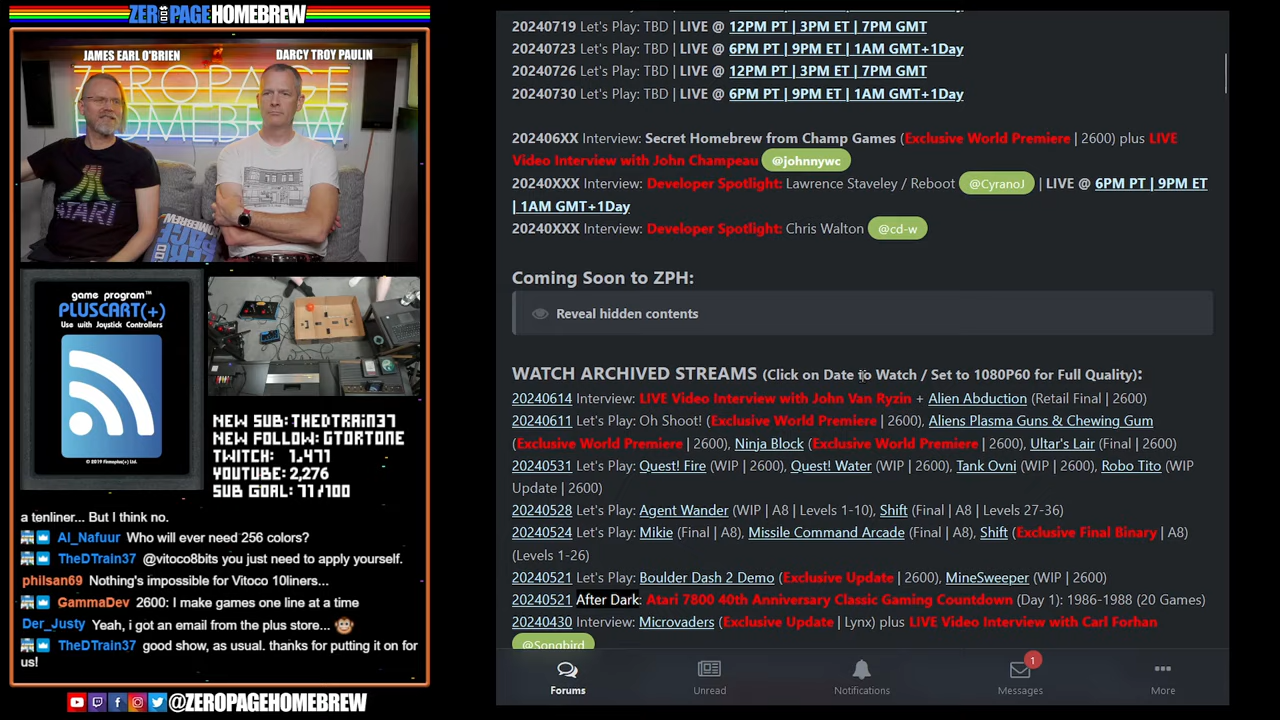 ZEROPAGEHOMEBREW
JAMES EARL O'BRIEN
DARCY TROY PAULIN
ZEROPAGE
HOMEBREW
ATARI
game program™
PLUSCART(+)
Use with Joystick Controllers
NEW SUB: THEDTRAIN37
NEW FOLLOW: GTORTONE
TWITCH: 1,471
YOUTUBE: 2,276
SUB GOAL: 71/100
a tenliner... But I think no.
Al_Nafuur Who will ever need 256 colors?
TheDTrain37 @vitoco8bits you just need to apply yourself.
philsan69 Nothing's impossible for Vitoco 10liners...
GammaDev 2600: I make games one line at a time
Der_Justy Yeah, i got an email from the plus store...
TheDTrain37 good show, as usual. thanks for putting it on for
us!
@ZEROPAGEHOMEBREW
20240719 Let's Play: TBD | LIVE @ 12PM PT | 3PM ET | 7PM GMT
20240723 Let's Play: TBD | LIVE @ 6PM PT | 9PM ET | 1AM GMT+1Day
20240726 Let's Play: TBD | LIVE @ 12PM PT | 3PM ET | 7PM GMT
20240730 Let's Play: TBD | LIVE @ 6PM PT | 9PM ET | 1AM GMT+1Day
202406XX Interview: Secret Homebrew from Champ Games (Exclusive World Premiere | 2600) plus LIVE
Video Interview with John Champeau @johnnywc
20240XXX Interview: Developer Spotlight: Lawrence Staveley / Reboot @CyranoJ | LIVE @ 6PM PT | 9PM ET
| 1AM GMT+1Day
20240XXX Interview: Developer Spotlight: Chris Walton @cd-w
Coming Soon to ZPH:
Reveal hidden contents
WATCH ARCHIVED STREAMS (Click on Date to Watch / Set to 1080P60 for Full Quality):
20240614 Interview: LIVE Video Interview with John Van Ryzin + Alien Abduction (Retail Final | 2600)
20240611 Let's Play: Oh Shoot! (Exclusive World Premiere | 2600), Aliens Plasma Guns & Chewing Gum
(Exclusive World Premiere | 2600), Ninja Block (Exclusive World Premiere | 2600), Ultar's Lair (Final | 2600)
20240531 Let's Play: Quest! Fire (WIP | 2600), Quest! Water (WIP | 2600), Tank Ovni (WIP | 2600), Robo Tito (WIP
Update | 2600)
20240528 Let's Play: Agent Wander (WIP | A8 | Levels 1-10), Shift (Final | A8 | Levels 27-36)
20240524 Let's Play: Mikie (Final | A8), Missile Command Arcade (Final | A8), Shift (Exclusive Final Binary | A8)
(Levels 1-26)
20240521 Let's Play: Boulder Dash 2 Demo (Exclusive Update | 2600), MineSweeper (WIP | 2600)
20240521 After Dark: Atari 7800 40th Anniversary Classic Gaming Countdown (Day 1): 1986-1988 (20 Games)
20240430 Interview: Microvaders (Exclusive Update | Lynx) plus LIVE Video Interview with Carl Forhan
@Songbird
Forums
Unread
Notifications
1
Messages
More